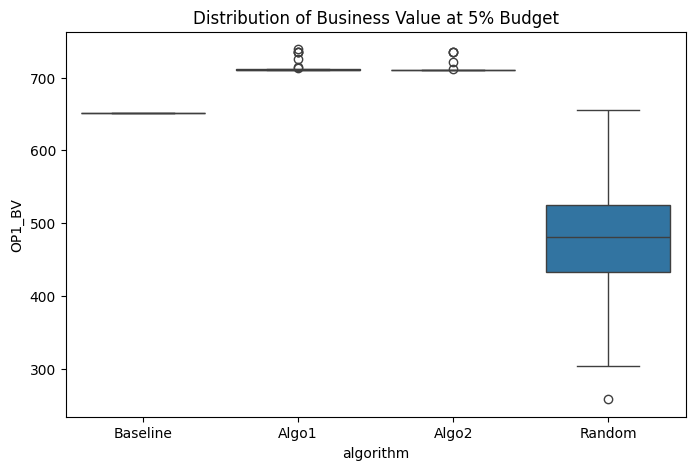 Distribution of Business Value at 5% Budget
OP1_BV
700
600
500
400
300
Baseline
Algo1
Algo2
Random
algorithm